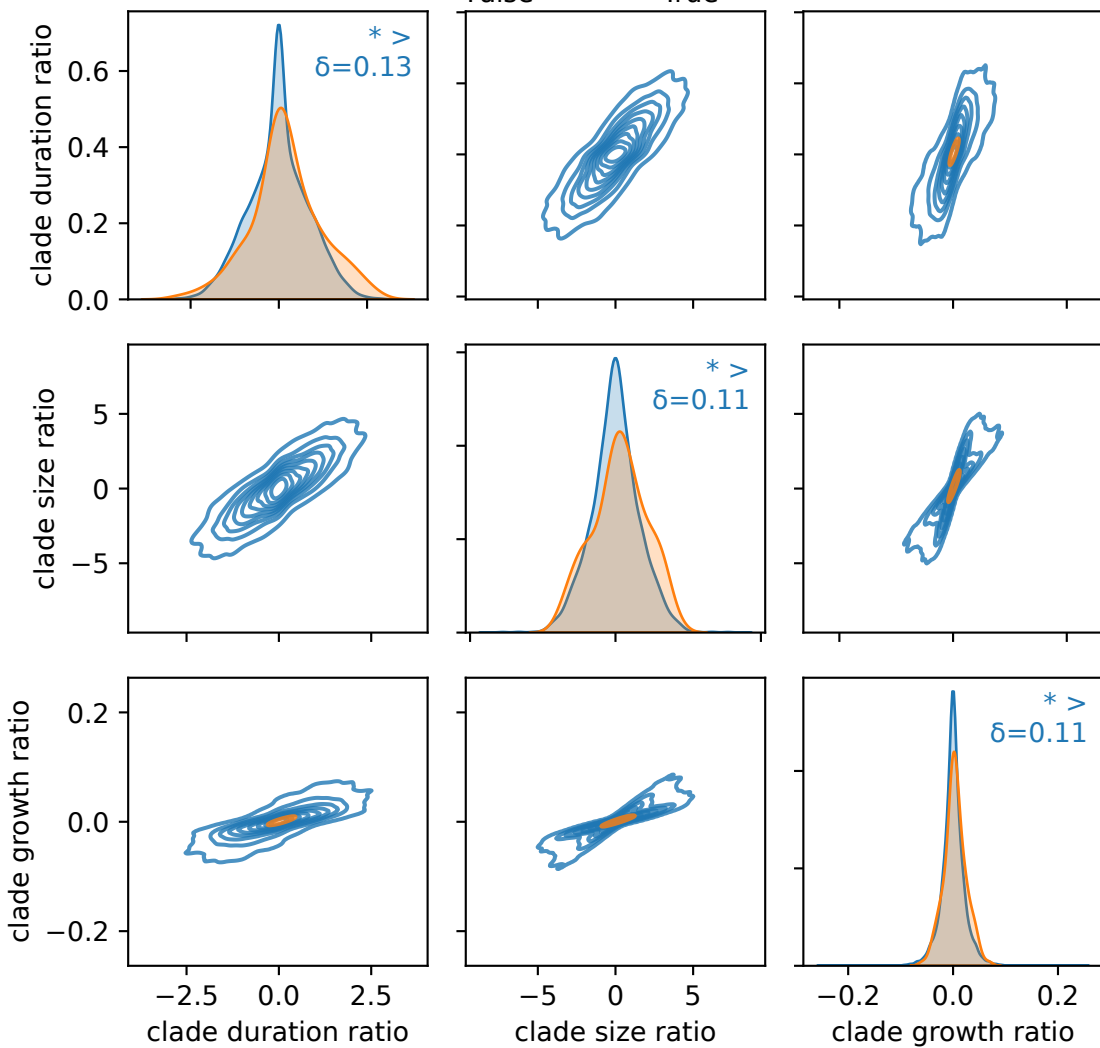 clade duration ratio
0.6
0.4
0.2
0.0
* >
δ=0.13
clade size ratio
5
0
−5
* >
δ=0.11
clade growth ratio
0.2
0.0
−0.2
* >
δ=0.11
−2.5 0.0 2.5
−5 0 5
−0.2 0.0 0.2
clade duration ratio
clade size ratio
clade growth ratio